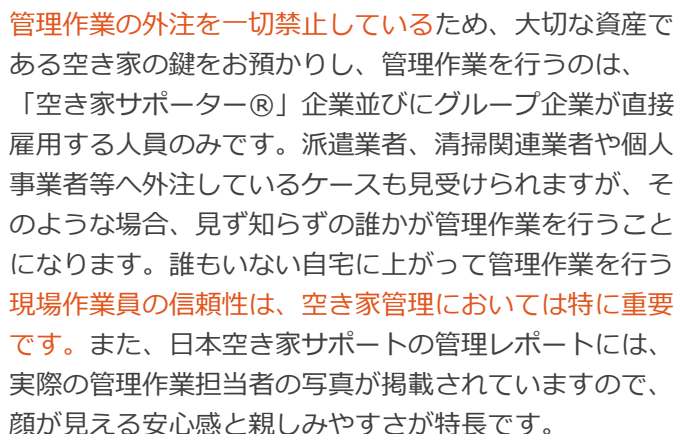 管理作業の外注を一切禁止しているため、大切な資産で
ある空き家の鍵をお預かりし、管理作業を行うのは、
「空き家サポーター®」企業並びにグループ企業が直接
雇用する人員のみです。派遣業者、清掃関連業者や個人
事業者等へ外注しているケースも見受けられますが、そ
のような場合、見ず知らずの誰かが管理作業を行うこと
になります。誰もいない自宅に上がって管理作業を行う
現場作業員の信頼性は、空き家管理においては特に重要
です。また、日本空き家サポートの管理レポートには、
実際の管理作業担当者の写真が掲載されていますので、
顔が見える安心感と親しみやすさが特長です。